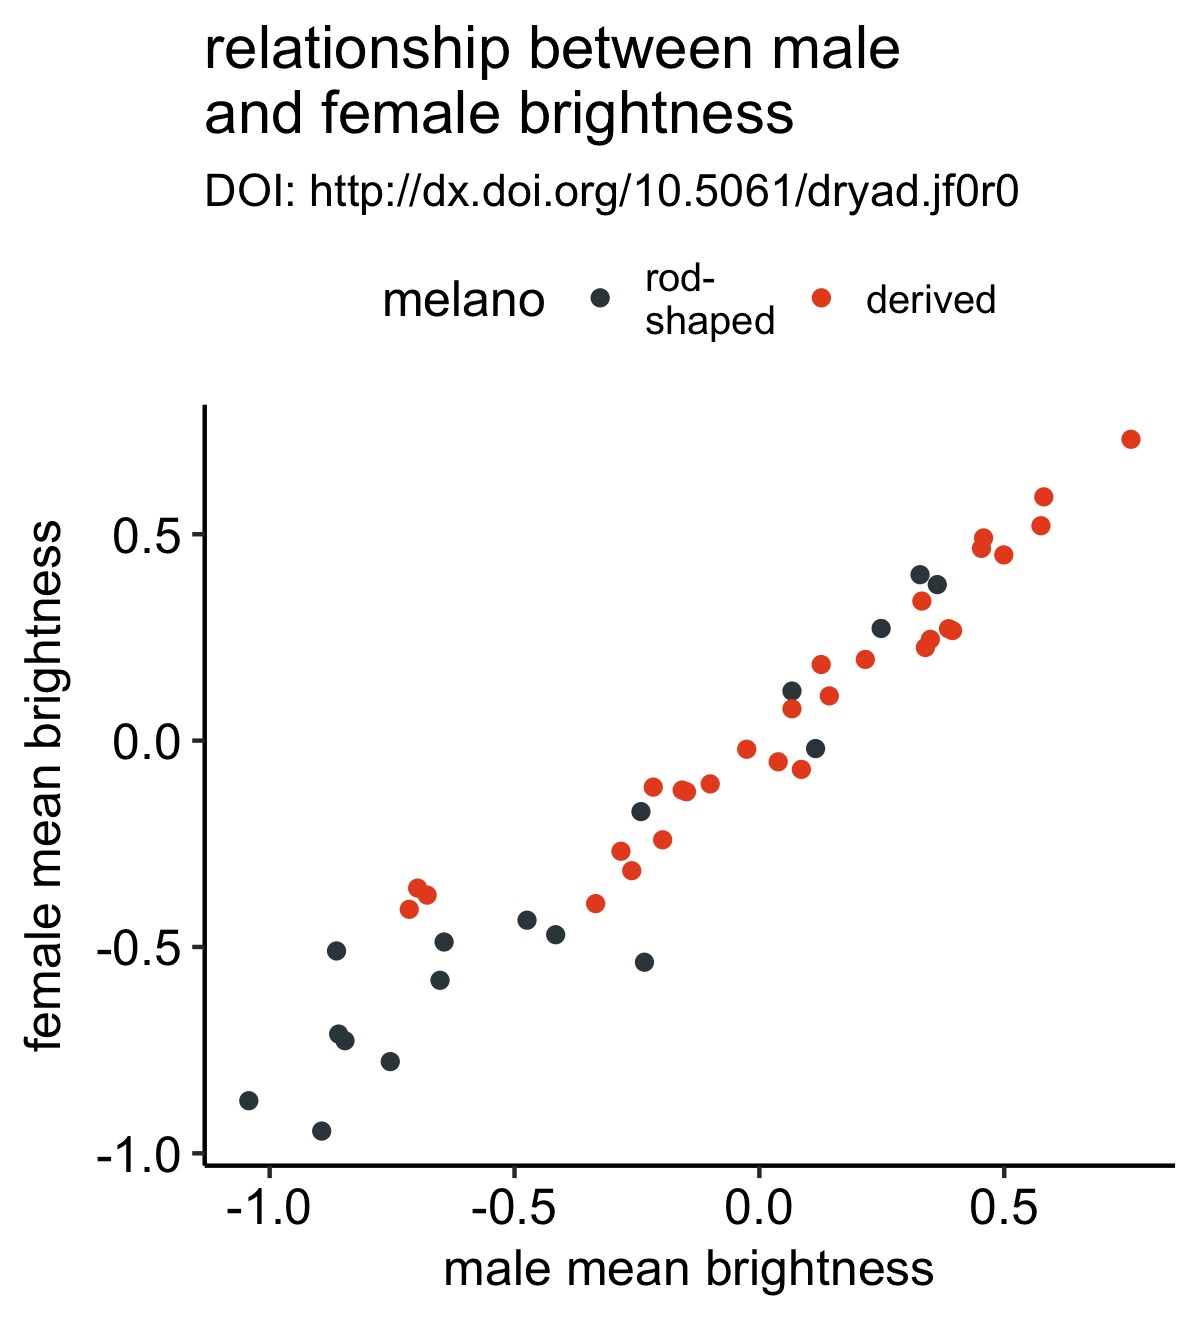 relationship between male
and female brightness
DOI: http://dx.doi.org/10.5061/dryad.jf0r0
melano
rod-
shaped
derived
female mean brightness
0.5
0.0
-0.5
-1.0
-1.0
-0.5
0.0
0.5
male mean brightness